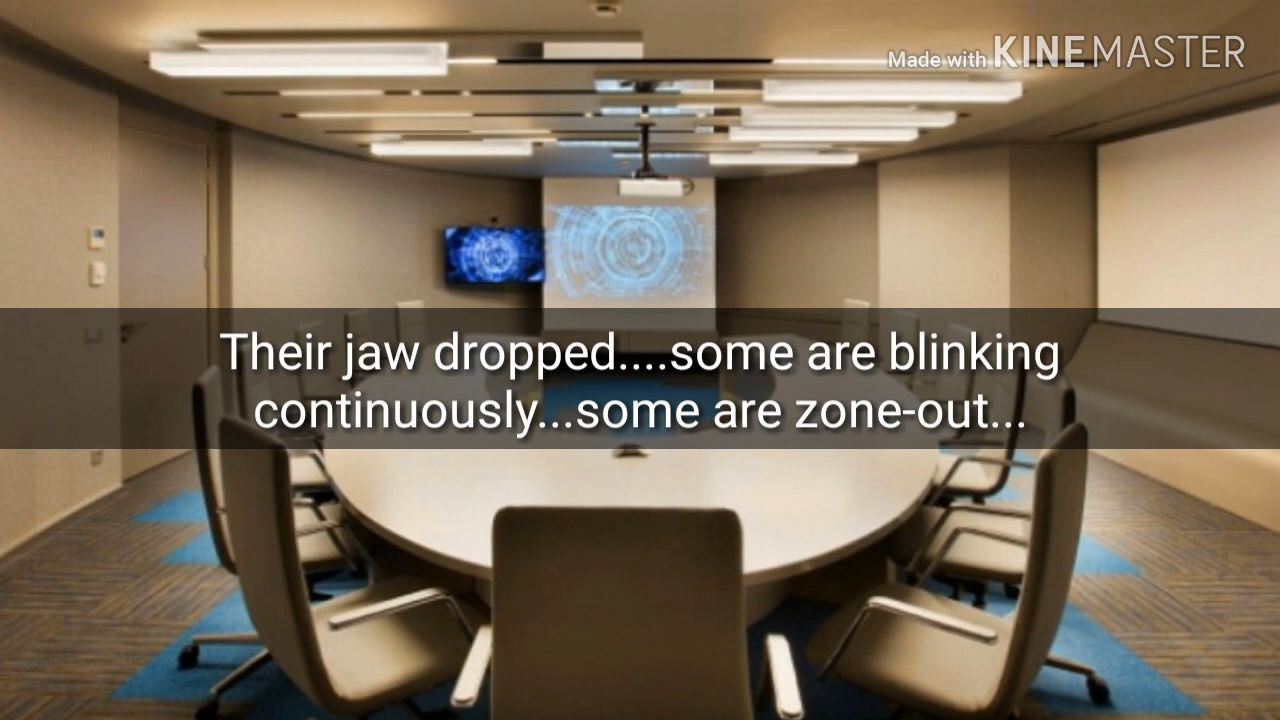 Made with KINEMASTER
Their jaw dropped....some are blinking
continuously...some are zone-out...